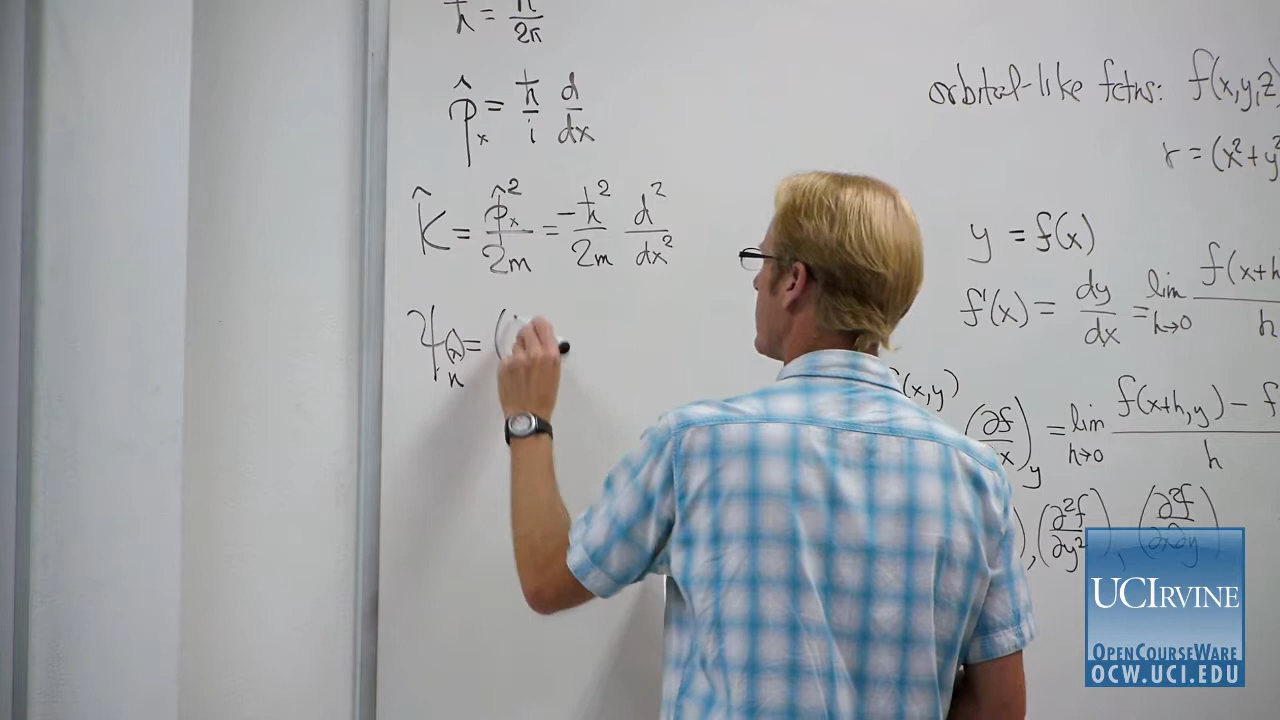 ħ = h/2π
p̂ₓ = ħ/i d/dx
K̂ = p̂ₓ²/2m = -ħ²/2m d²/dx²
ψₙ(x) = (
orbital-like fctns: f(x,y,z)
r = (x²+y²
y = f(x)
f'(x) = dy/dx = lim h→0 f(x+h
h
f(x,y)
(∂f/∂x)y = lim h→0 f(x+h,y) - f
h
), (∂²f/∂y²), (∂²f/∂x∂y)
UCIRVINE
OPENCOURSEWARE
OCW.UCI.EDU